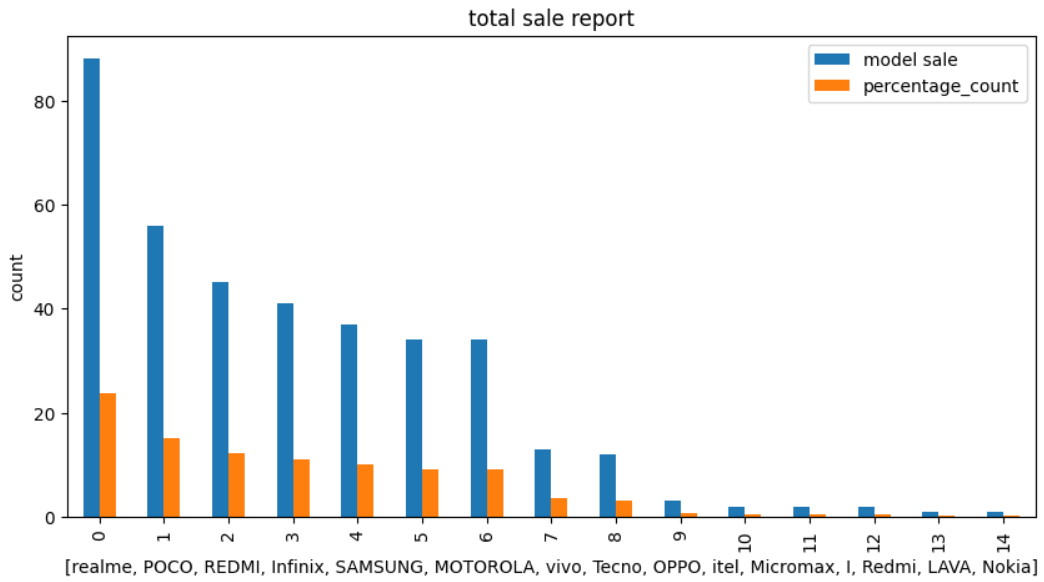 total sale report
model sale
percentage_count
count
80
60
40
20
0
0 1 2 3 4 5 6 7 8 9 10 11 12 13 14
[realme, POCO, REDMI, Infinix, SAMSUNG, MOTOROLA, vivo, Tecno, OPPO, itel, Micromax, I, Redmi, LAVA, Nokia]